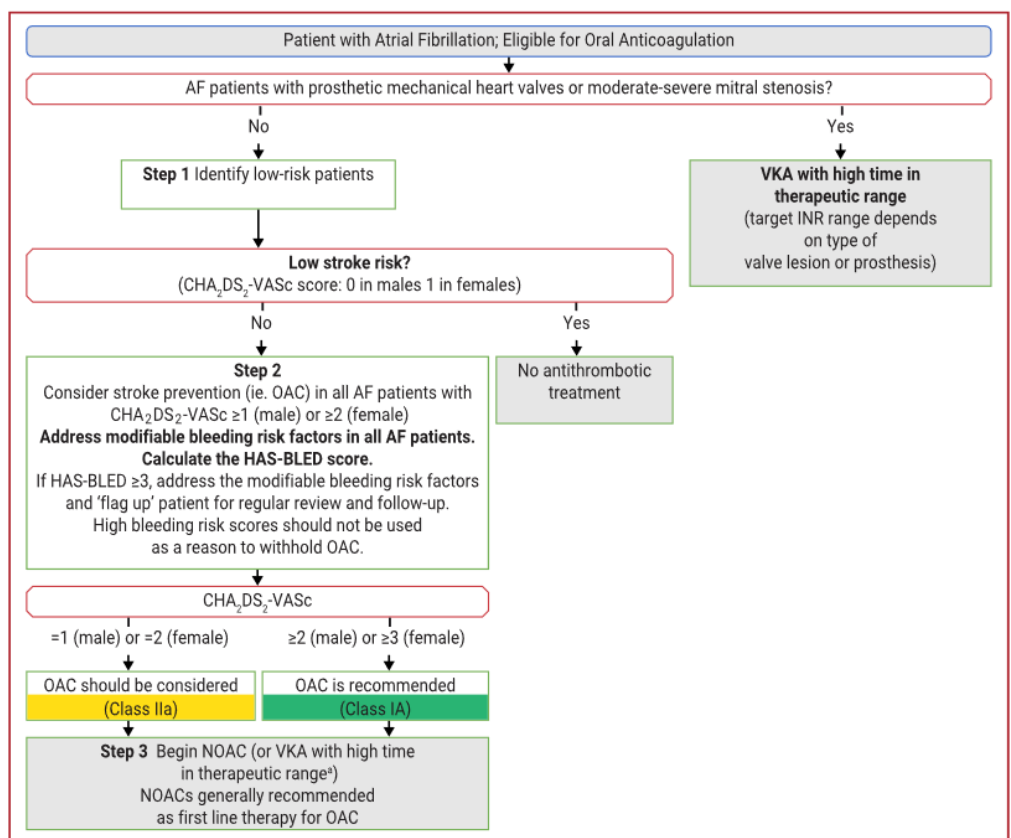 Patient with Atrial Fibrillation; Eligible for Oral Anticoagulation
AF patients with prosthetic mechanical heart valves or moderate-severe mitral stenosis?
No
Yes
Step 1 Identify low-risk patients
VKA with high time in
therapeutic range
(target INR range depends
on type of
valve lesion or prosthesis)
Low stroke risk?
(CHA₂DS₂-VASc score: 0 in males 1 in females)
No
Yes
Step 2
Consider stroke prevention (ie. OAC) in all AF patients with
CHA₂DS₂-VASc ≥1 (male) or ≥2 (female)
Address modifiable bleeding risk factors in all AF patients.
Calculate the HAS-BLED score.
If HAS-BLED ≥3, address the modifiable bleeding risk factors
and ‘flag up’ patient for regular review and follow-up.
High bleeding risk scores should not be used
as a reason to withhold OAC.
No antithrombotic
treatment
CHA₂DS₂-VASc
=1 (male) or =2 (female)
≥2 (male) or ≥3 (female)
OAC should be considered
(Class IIa)
OAC is recommended
(Class IA)
Step 3 Begin NOAC (or VKA with high time
in therapeutic rangeᵃ)
NOACs generally recommended
as first line therapy for OAC